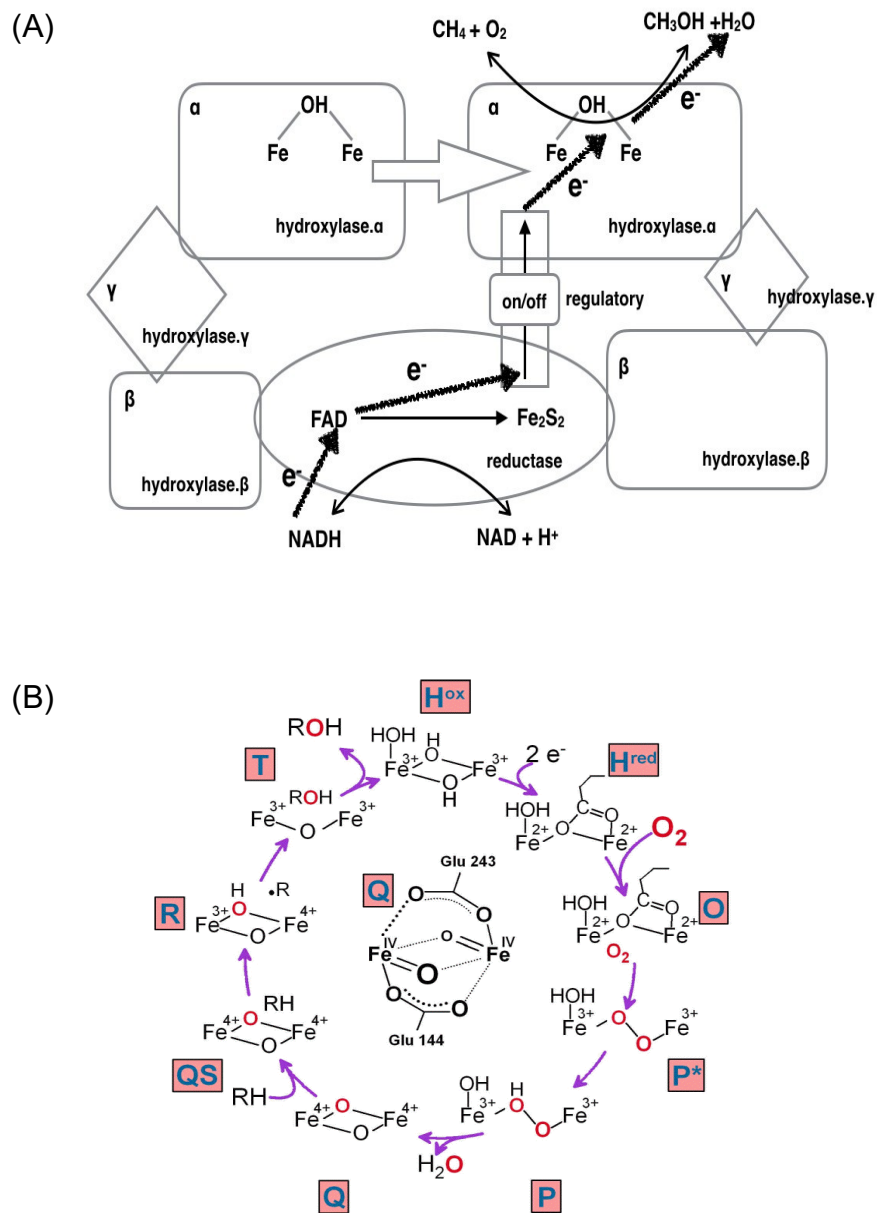 (A)
CH4 + O2
CH3OH +H2O
α
OH
Fe
Fe
hydroxylase.α
α
OH
Fe
Fe
e-
e-
hydroxylase.α
γ
hydroxylase.γ
γ
hydroxylase.γ
on/off
regulatory
β
hydroxylase.β
e-
FAD
Fe2S2
reductase
e-
NADH
NAD + H+
β
hydroxylase.β
(B)
Hox
HOH
H
Fe3+
Fe3+
O
O
H
2 e-
Hred
HOH
C
O
O
Fe2+
Fe2+
O2
O
HOH
C
O
O
Fe2+
Fe2+
O2
P*
HOH
Fe3+
O
O
Fe3+
P
OH
H
Fe3+
O
O
Fe3+
H2O
Q
Fe4+
O
O
Fe4+
RH
QS
RH
Fe4+
O
O
Fe4+
R
H
•R
Fe3+
O
O
Fe4+
T
ROH
Fe3+
O
Fe3+
ROH
Q
Glu 243
O
O
FeIV
O
O
FeIV
O
O
Glu 144